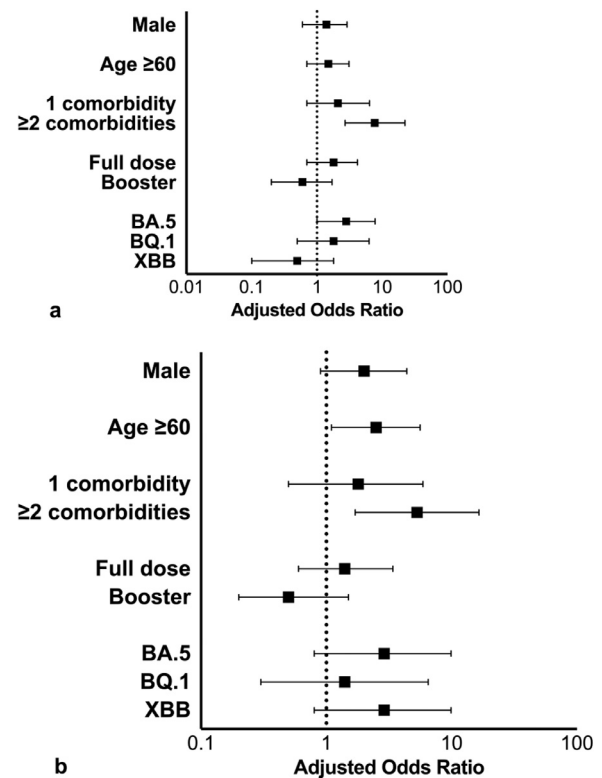 Male
Age ≥60
1 comorbidity
≥2 comorbidities
Full dose
Booster
BA.5
BQ.1
XBB
0.01 0.1 1 10 100
Adjusted Odds Ratio
a
Male
Age ≥60
1 comorbidity
≥2 comorbidities
Full dose
Booster
BA.5
BQ.1
XBB
0.1 1 10 100
Adjusted Odds Ratio
b